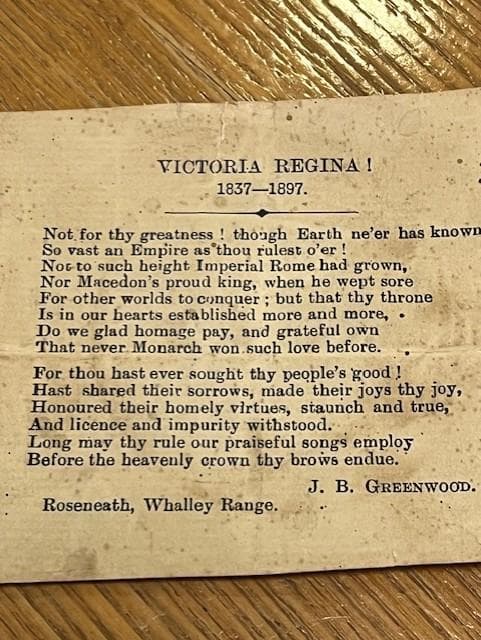 VICTORIA REGINA!
1837—1897.
Not for thy greatness! though Earth ne'er has known
So vast an Empire as thou rulest o'er!
Not to such height Imperial Rome had grown,
Nor Macedon's proud king, when he wept sore
For other worlds to conquer; but that thy throne
Is in our hearts established more and more,
Do we glad homage pay, and grateful own
That never Monarch won such love before.
For thou hast ever sought thy people's good!
Hast shared their sorrows, made their joys thy joy,
Honoured their homely virtues, staunch and true,
And licence and impurity withstood.
Long may thy rule our praiseful songs employ
Before the heavenly crown thy brows endue.
J. B. GREENWOOD.
Roseneath, Whalley Range.